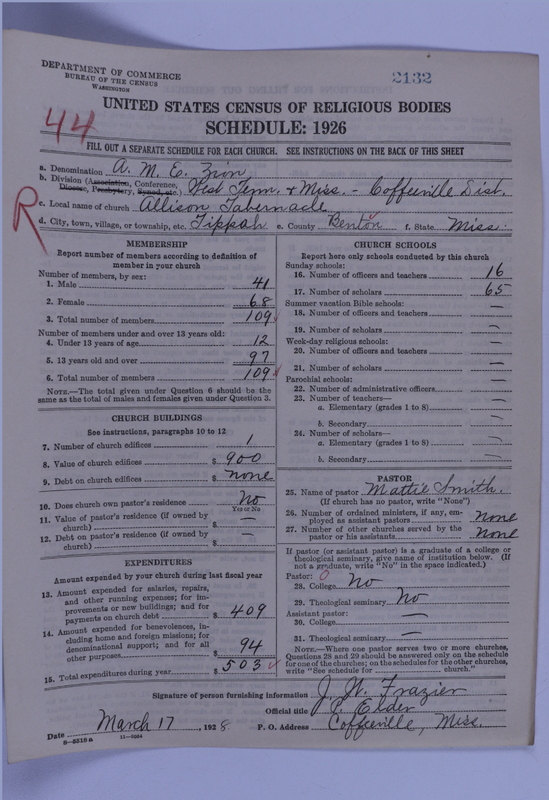 DEPARTMENT OF COMMERCE
BUREAU OF THE CENSUS
WASHINGTON
2132
UNITED STATES CENSUS OF RELIGIOUS BODIES
44
SCHEDULE: 1926
FILL OUT A SEPARATE SCHEDULE FOR EACH CHURCH. SEE INSTRUCTIONS ON THE BACK OF THIS SHEET
a. Denomination A. M. E. Zion
b. Division (Association, Conference, Diocese, Presbytery, Synod, etc.) West Tenn. & Miss. - Coffeeville Dist.
R
c. Local name of church Allison Tabernacle
d. City, town, village, or township, etc. Tippah e. County Benton f. State Miss.
MEMBERSHIP
Report number of members according to definition of
member in your church
Number of members, by sex:
1. Male 41
2. Female 68
3. Total number of members 109
Number of members under and over 13 years old:
4. Under 13 years of age 12
5. 13 years old and over 97
6. Total number of members 109
NOTE.—The total given under Question 6 should be the
same as the total of males and females given under Question 3.
CHURCH BUILDINGS
See instructions, paragraphs 10 to 12
7. Number of church edifices 1
8. Value of church edifices $ 900
9. Debt on church edifices $ none
10. Does church own pastor's residence No
Yes or No
11. Value of pastor's residence (if owned by
church) $ —
12. Debt on pastor's residence (if owned by
church) $ —
EXPENDITURES
Amount expended by your church during last fiscal year
13. Amount expended for salaries, repairs,
and other running expenses; for im-
provements or new buildings; and for
payments on church debt $ 409
14. Amount expended for benevolences, in-
cluding home and foreign missions; for
denominational support; and for all
other purposes $ 94
15. Total expenditures during year $ 503
CHURCH SCHOOLS
Report here only schools conducted by this church
Sunday schools:
16. Number of officers and teachers 16
17. Number of scholars 65
Summer vacation Bible schools:
18. Number of officers and teachers —
19. Number of scholars —
Week-day religious schools:
20. Number of officers and teachers —
21. Number of scholars —
Parochial schools:
22. Number of administrative officers —
23. Number of teachers—
a. Elementary (grades 1 to 8) —
b. Secondary —
24. Number of scholars—
a. Elementary (grades 1 to 8) —
b. Secondary —
PASTOR
25. Name of pastor Mattie Smith.
(If church has no pastor, write "None")
26. Number of ordained ministers, if any, em-
ployed as assistant pastors none
27. Number of other churches served by the
pastor or his assistants none
If pastor (or assistant pastor) is a graduate of a college or
theological seminary, give name of institution below. (If
not a graduate, write "No" in the space indicated.)
Pastor: 0
28. College No
29. Theological seminary No
Assistant pastor:
30. College —
31. Theological seminary —
NOTE.—Where one pastor serves two or more churches,
Questions 28 and 29 should be answered only on the schedule
for one of the churches; on the schedules for the other churches,
write "See schedule for ........ church."
Signature of person furnishing information J. W. Frazier
Official title P. Elder
Date March 17, 1928. P. O. Address Coffeeville, Miss.
8-5518a 11-9034